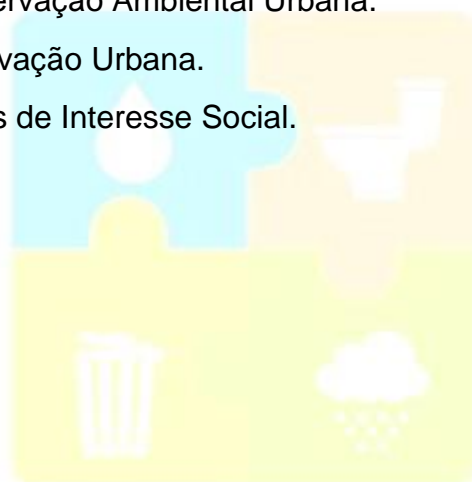 ervação Ambiental Urbana.
vação Urbana.
s de Interesse Social.